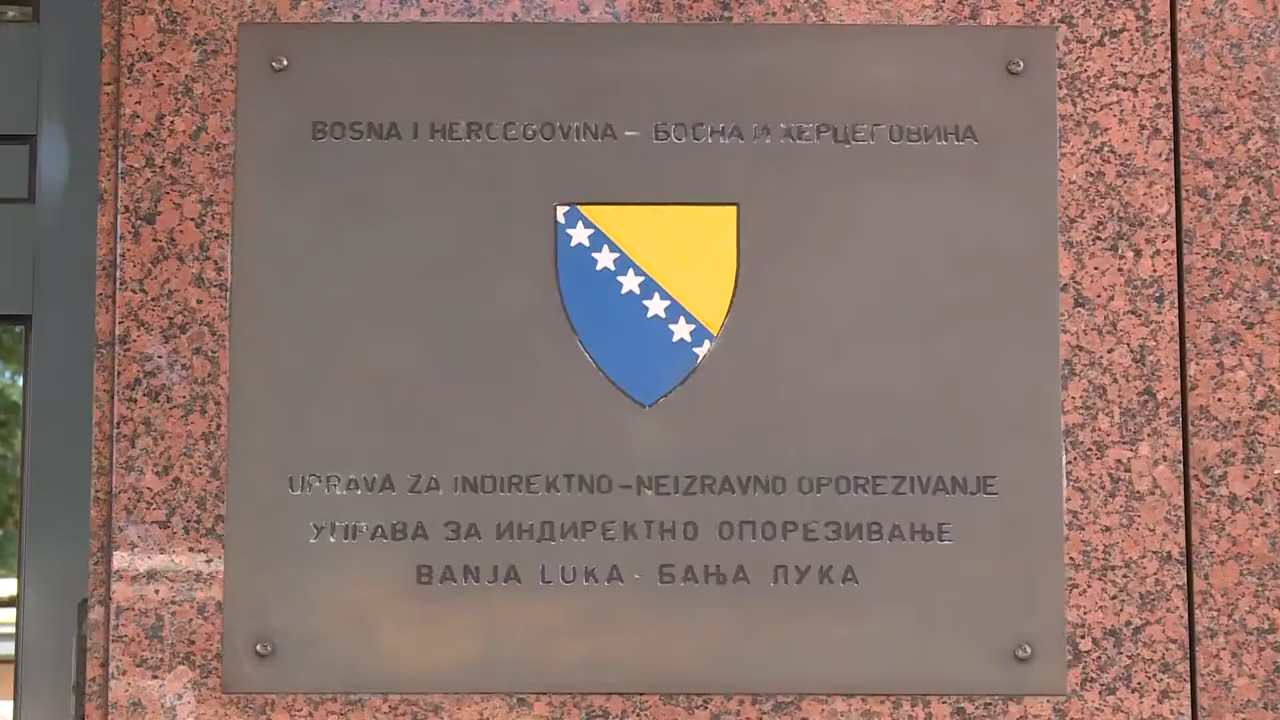 BOSNA I HERCEGOVINA – БОСНА И ХЕРЦЕГОВИНА
UPRAVA ZA INDIREKTNO –NEIZRAVNO OPOREZIVANJE
УПРАВА ЗА ИНДИРЕКТНО ОПОРЕЗИВАЊЕ
BANJA LUKA - БАЊА ЛУКА